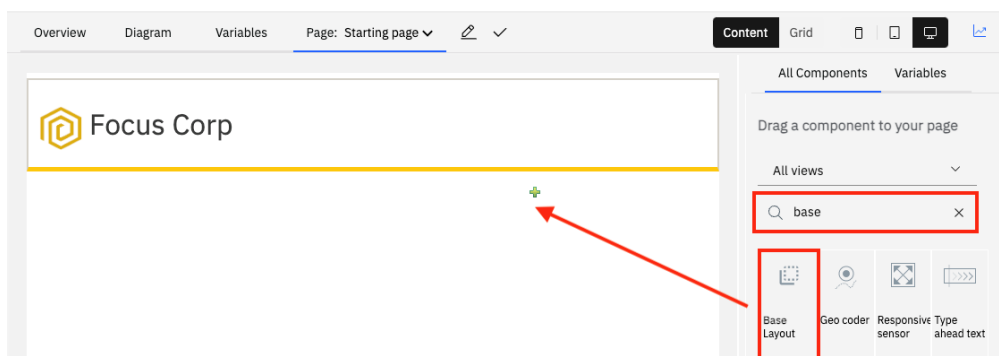 Overview Diagram Variables Page: Starting page Content Grid
All Components Variables
Focus Corp
Drag a component to your page
All views
base
Base Layout
Geo coder
Responsive sensor
Type ahead text